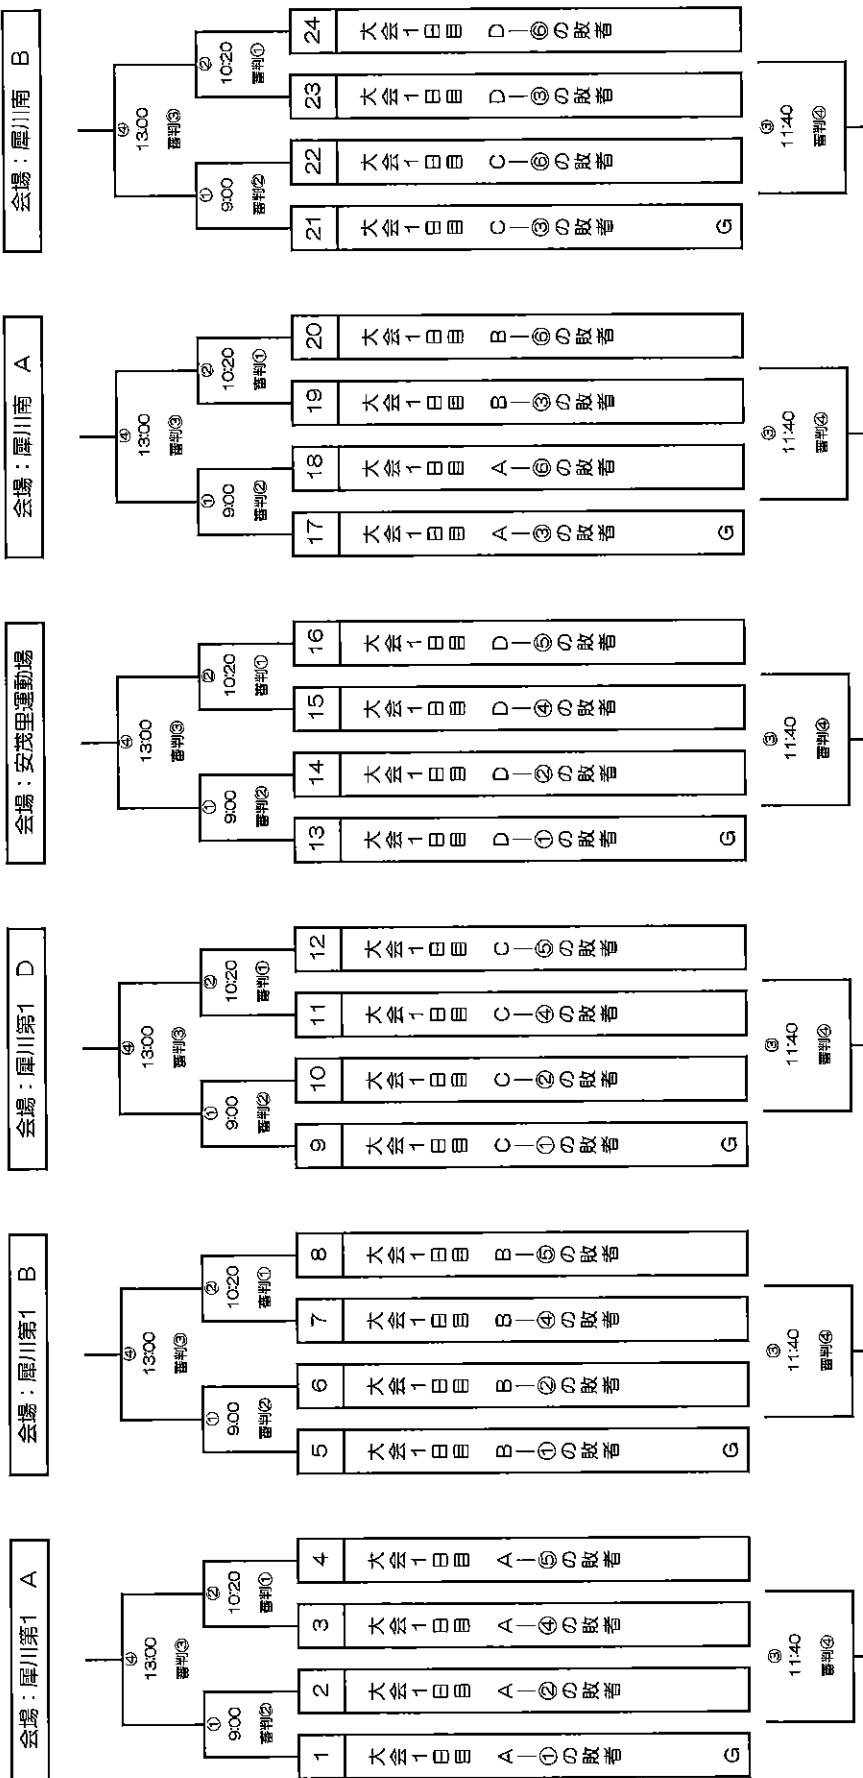 会場：犀川第1　A
④
13:00
審判③
①
9:00
審判②
②
10:20
審判①
1 大会1日目　A―①の敗者 G
2 大会1日目　A―②の敗者
3 大会1日目　A―④の敗者
4 大会1日目　A―⑤の敗者
③
11:40
審判④
会場：犀川第1　B
④
13:00
審判③
①
9:00
審判②
②
10:20
審判①
5 大会1日目　B―①の敗者 G
6 大会1日目　B―②の敗者
7 大会1日目　B―④の敗者
8 大会1日目　B―⑤の敗者
③
11:40
審判④
会場：犀川第1　D
④
13:00
審判③
①
9:00
審判②
②
10:20
審判①
9 大会1日目　C―①の敗者 G
10 大会1日目　C―②の敗者
11 大会1日目　C―④の敗者
12 大会1日目　C―⑤の敗者
③
11:40
審判④
会場：安茂里運動場
④
13:00
審判③
①
9:00
審判②
②
10:20
審判①
13 大会1日目　D―①の敗者 G
14 大会1日目　D―②の敗者
15 大会1日目　D―④の敗者
16 大会1日目　D―⑤の敗者
③
11:40
審判④
会場：犀川南　A
④
13:00
審判③
①
9:00
審判②
②
10:20
審判①
17 大会1日目　A―③の敗者 G
18 大会1日目　A―⑥の敗者
19 大会1日目　B―③の敗者
20 大会1日目　B―⑥の敗者
③
11:40
審判④
会場：犀川南　B
④
13:00
審判③
①
9:00
審判②
②
10:20
審判①
21 大会1日目　C―③の敗者 G
22 大会1日目　C―⑥の敗者
23 大会1日目　D―③の敗者
24 大会1日目　D―⑥の敗者
③
11:40
審判④